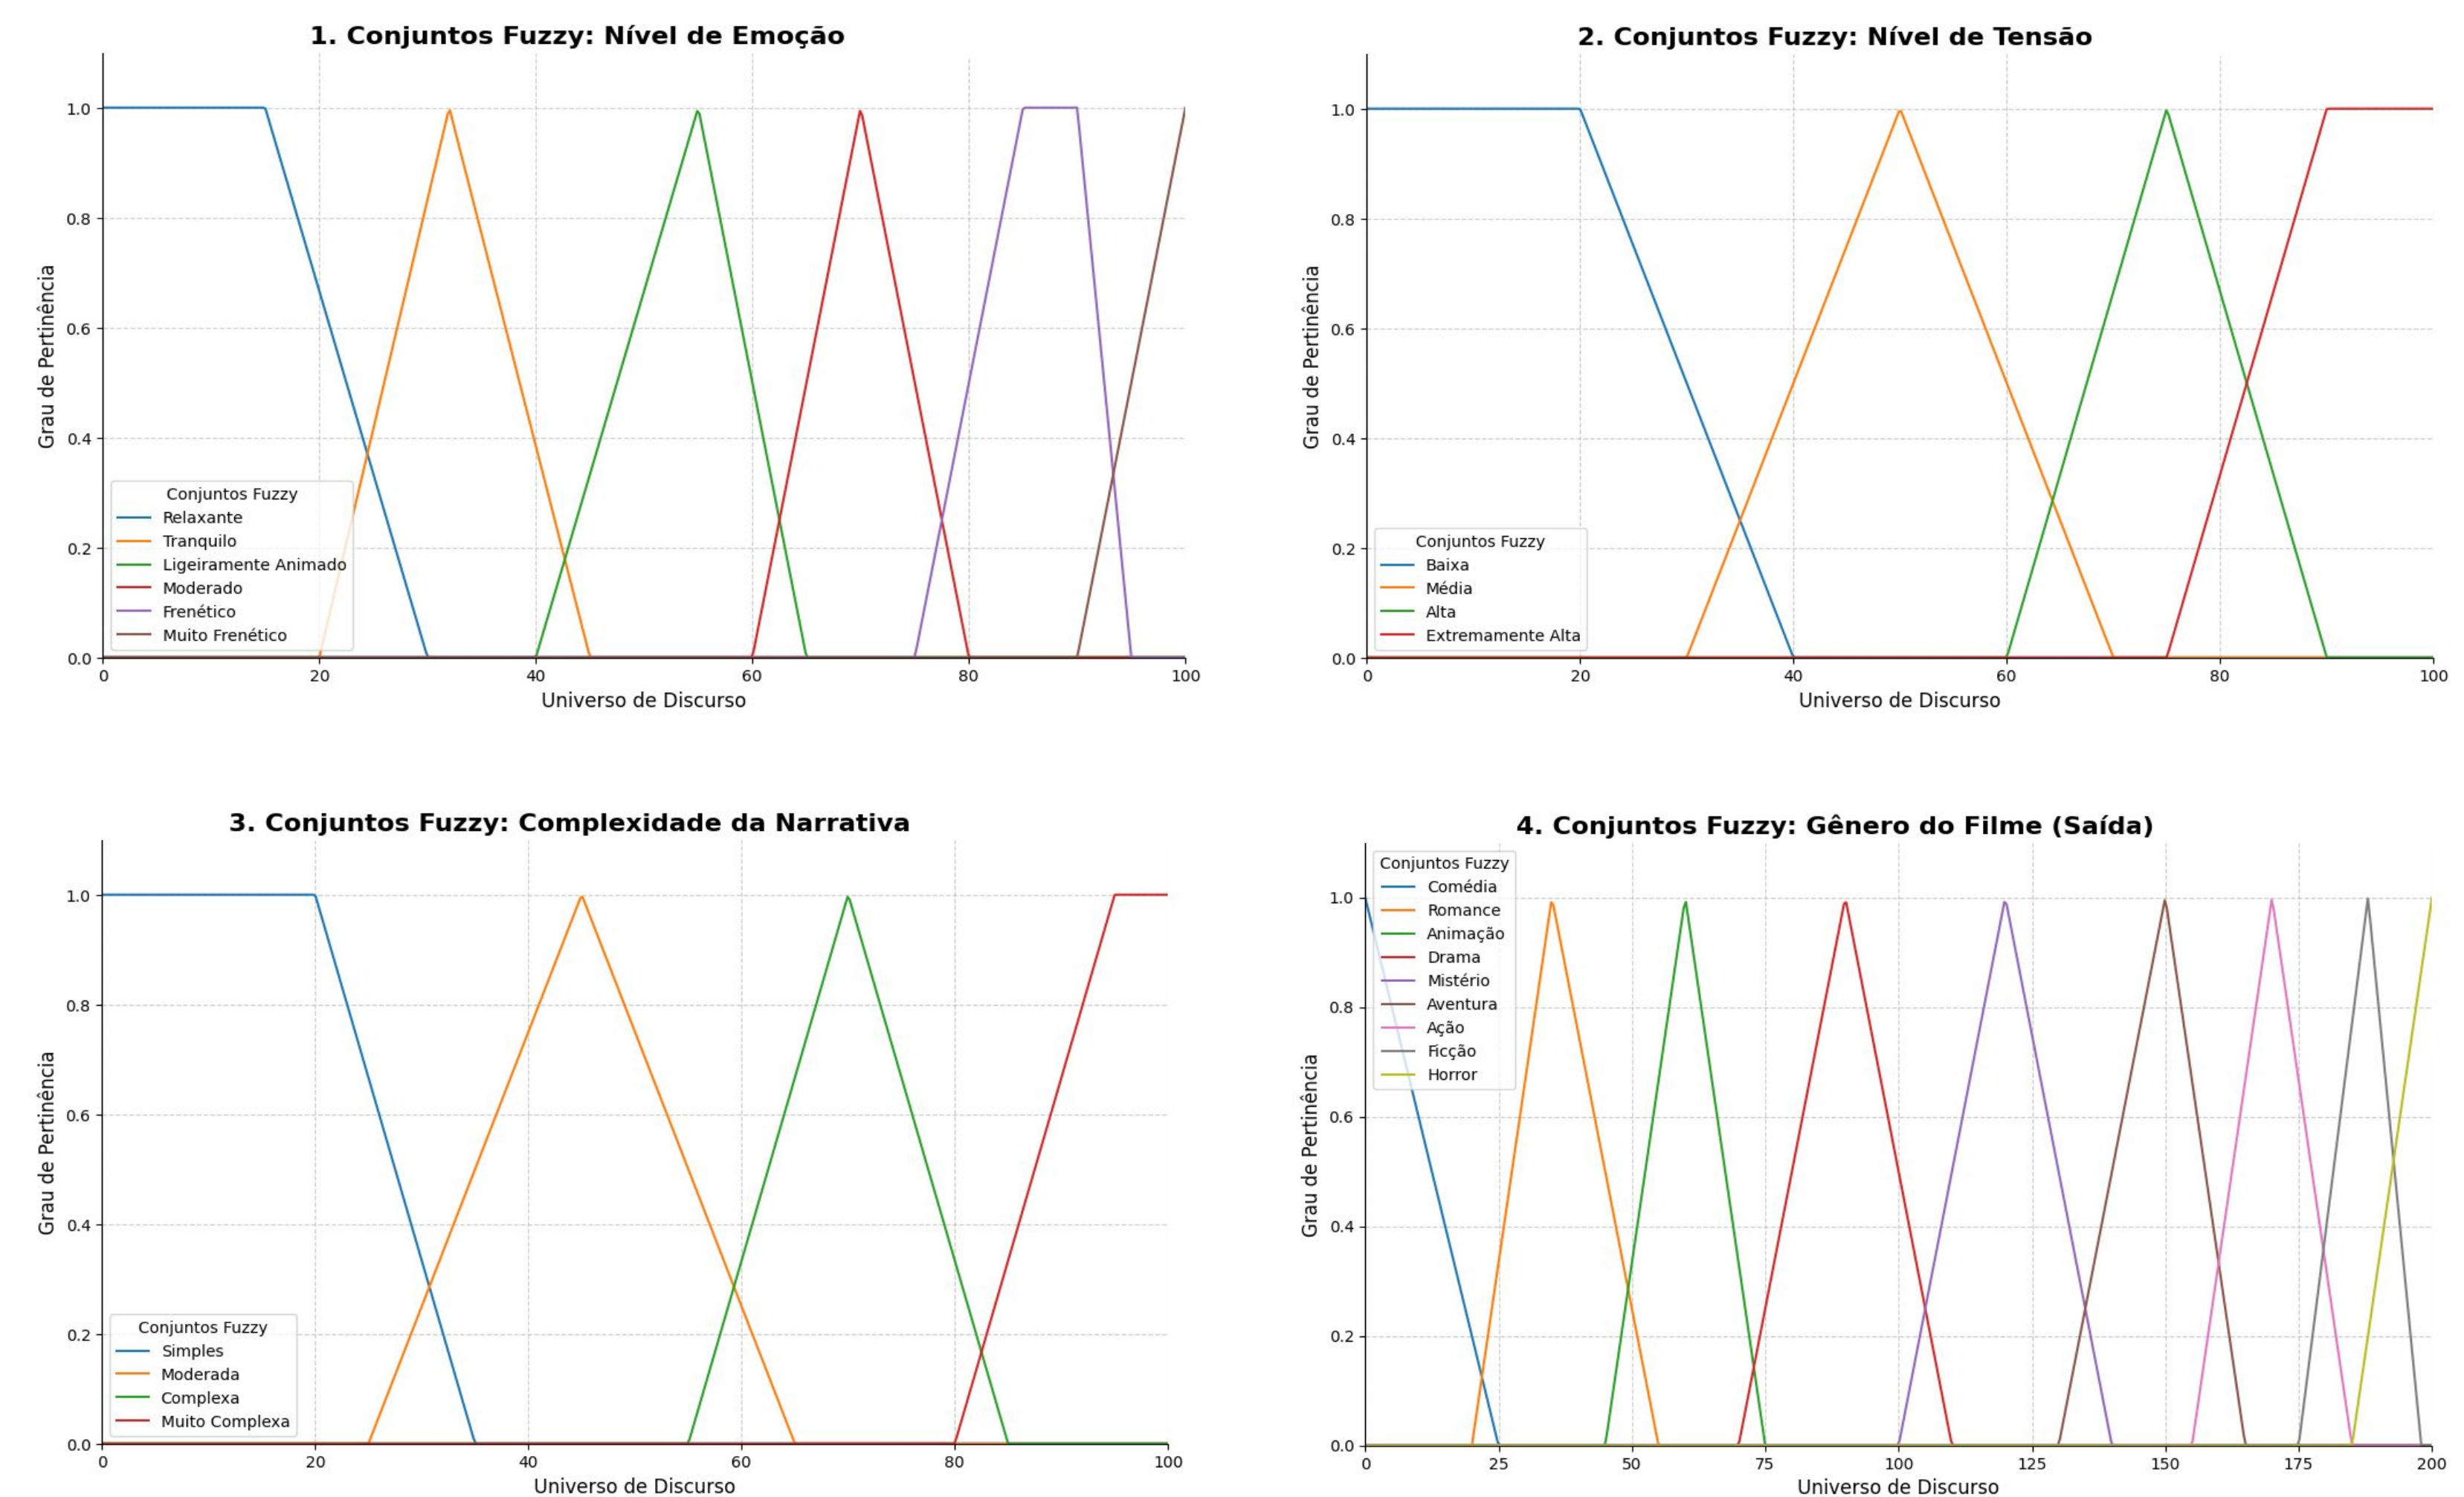 1. Conjuntos Fuzzy: Nível de Emoção
1.0
0.8
0.6
0.4
0.2
0.0
Grau de Pertinência
Conjuntos Fuzzy
Relaxante
Tranquilo
Ligeiramente Animado
Moderado
Frenético
Muito Frenético
0 20 40 60 80 100
Universo de Discurso
2. Conjuntos Fuzzy: Nível de Tensão
1.0
0.8
0.6
0.4
0.2
0.0
Grau de Pertinência
Conjuntos Fuzzy
Baixa
Média
Alta
Extremamente Alta
0 20 40 60 80 100
Universo de Discurso
3. Conjuntos Fuzzy: Complexidade da Narrativa
1.0
0.8
0.6
0.4
0.2
0.0
Grau de Pertinência
Conjuntos Fuzzy
Simples
Moderada
Complexa
Muito Complexa
0 20 40 60 80 100
Universo de Discurso
4. Conjuntos Fuzzy: Gênero do Filme (Saída)
Conjuntos Fuzzy
Comédia
Romance
Animação
Drama
Mistério
Aventura
Ação
Ficção
Horror
1.0
0.8
0.6
0.4
0.2
0.0
Grau de Pertinência
0 25 50 75 100 125 150 175 200
Universo de Discurso